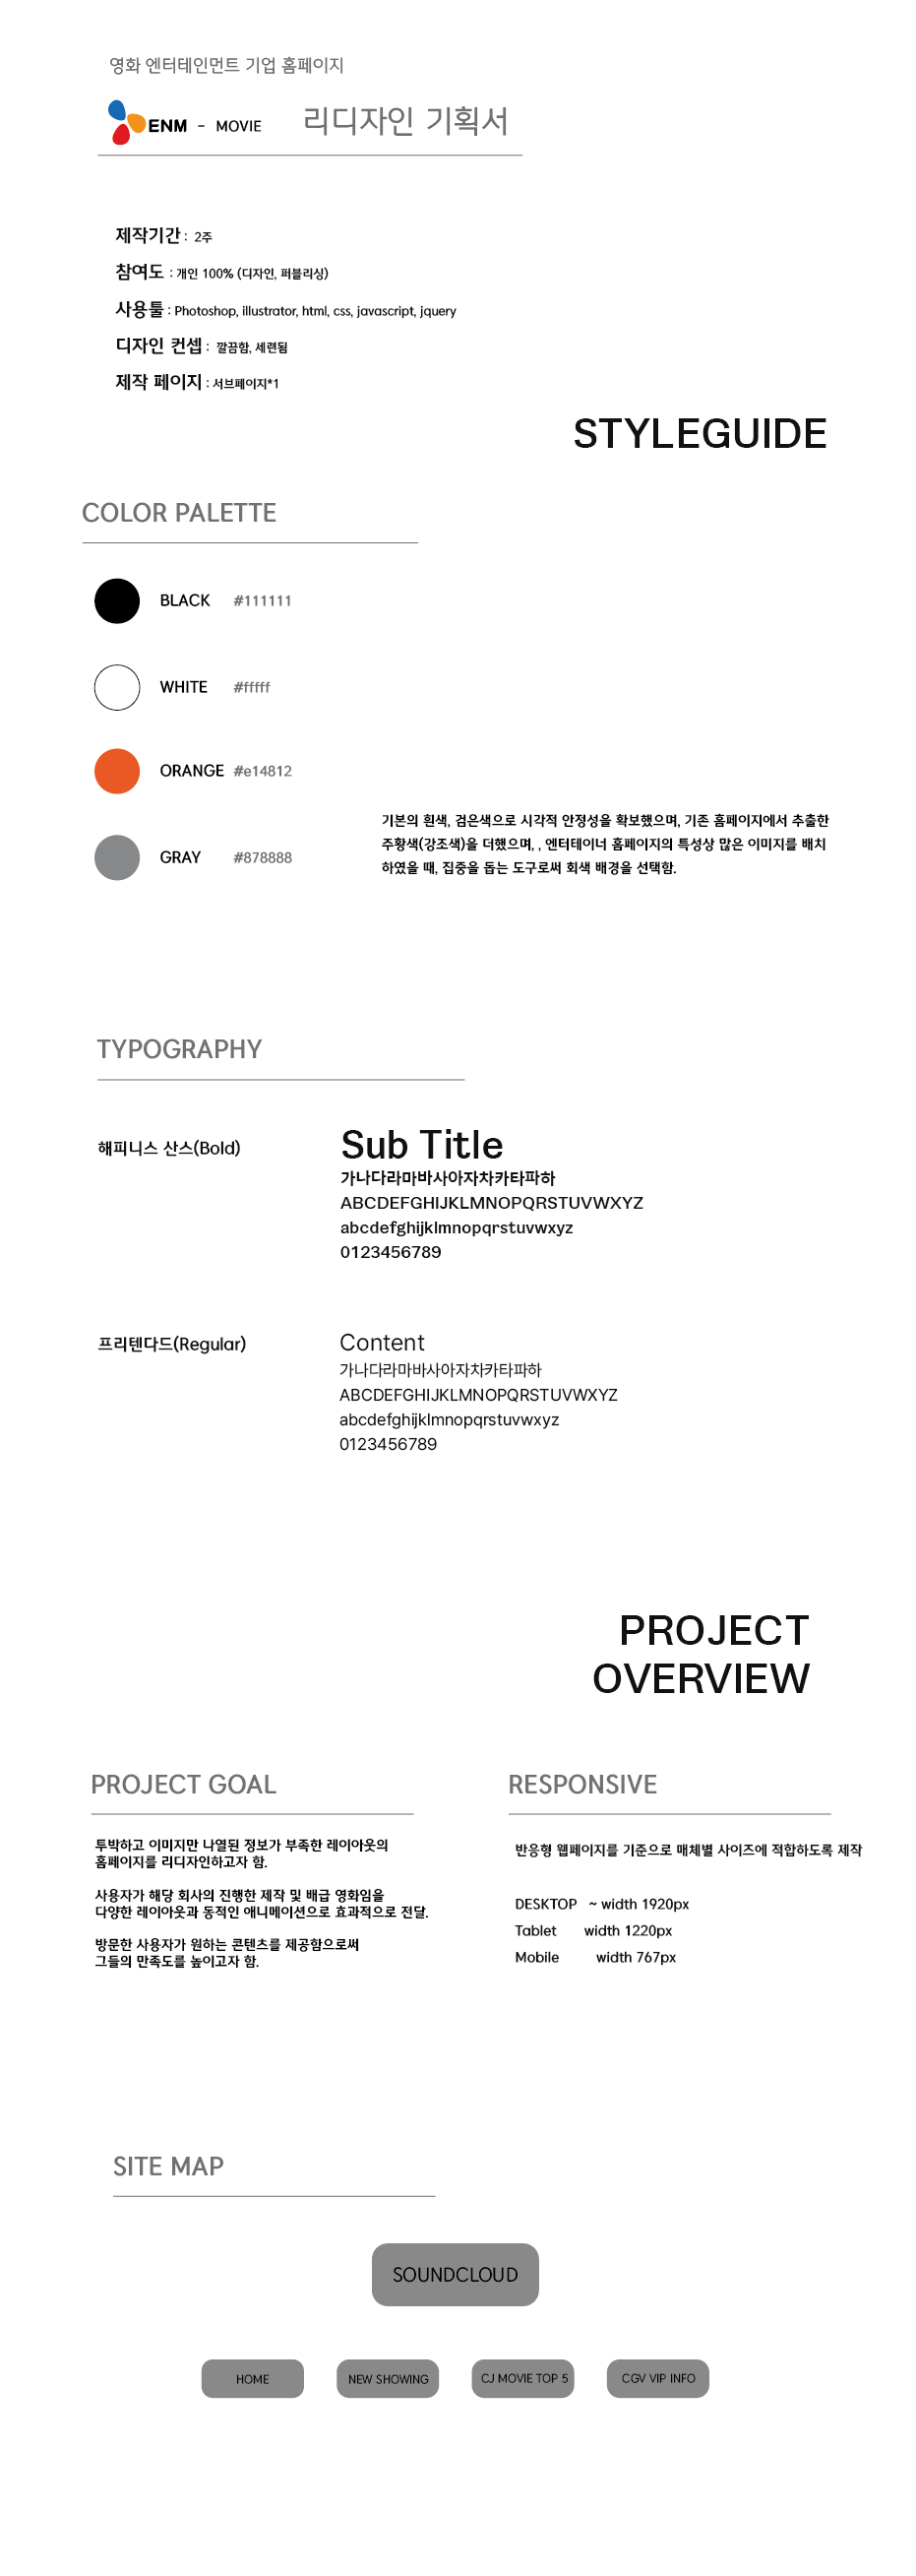 영화 엔터테인먼트 기업 홈페이지
ENM - MOVIE 리디자인 기획서
제작기간 : 2주
참여도 : 개인 100% (디자인, 퍼블리싱)
사용툴 : Photoshop, illustrator, html, css, javascript, jquery
디자인 컨셉 : 깔끔함, 세련됨
제작 페이지 : 서브페이지*1
STYLEGUIDE
COLOR PALETTE
BLACK #111111
WHITE #fffff
ORANGE #e14812
GRAY #878888
기본의 흰색, 검은색으로 시각적 안정성을 확보했으며, 기존 홈페이지에서 추출한
주황색(강조색)을 더했으며, , 엔터테이너 홈페이지의 특성상 많은 이미지를 배치
하였을 때, 집중을 돕는 도구로써 회색 배경을 선택함.
TYPOGRAPHY
해피니스 산스(Bold)
Sub Title
가나다라마바사아자차카타파하
ABCDEFGHIJKLMNOPQRSTUVWXYZ
abcdefghijklmnopqrstuvwxyz
0123456789
프리텐다드(Regular)
Content
가나다라마바사아자차카타파하
ABCDEFGHIJKLMNOPQRSTUVWXYZ
abcdefghijklmnopqrstuvwxyz
0123456789
PROJECT
OVERVIEW
PROJECT GOAL
투박하고 이미지만 나열된 정보가 부족한 레이아웃의
홈페이지를 리디자인하고자 함.
사용자가 해당 회사의 진행한 제작 및 배급 영화임을
다양한 레이아웃과 동적인 애니메이션으로 효과적으로 전달.
방문한 사용자가 원하는 콘텐츠를 제공함으로써
그들의 만족도를 높이고자 함.
RESPONSIVE
반응형 웹페이지를 기준으로 매체별 사이즈에 적합하도록 제작
DESKTOP ~ width 1920px
Tablet width 1220px
Mobile width 767px
SITE MAP
SOUNDCLOUD
HOME
NEW SHOWING
CJ MOVIE TOP 5
CGV VIP INFO